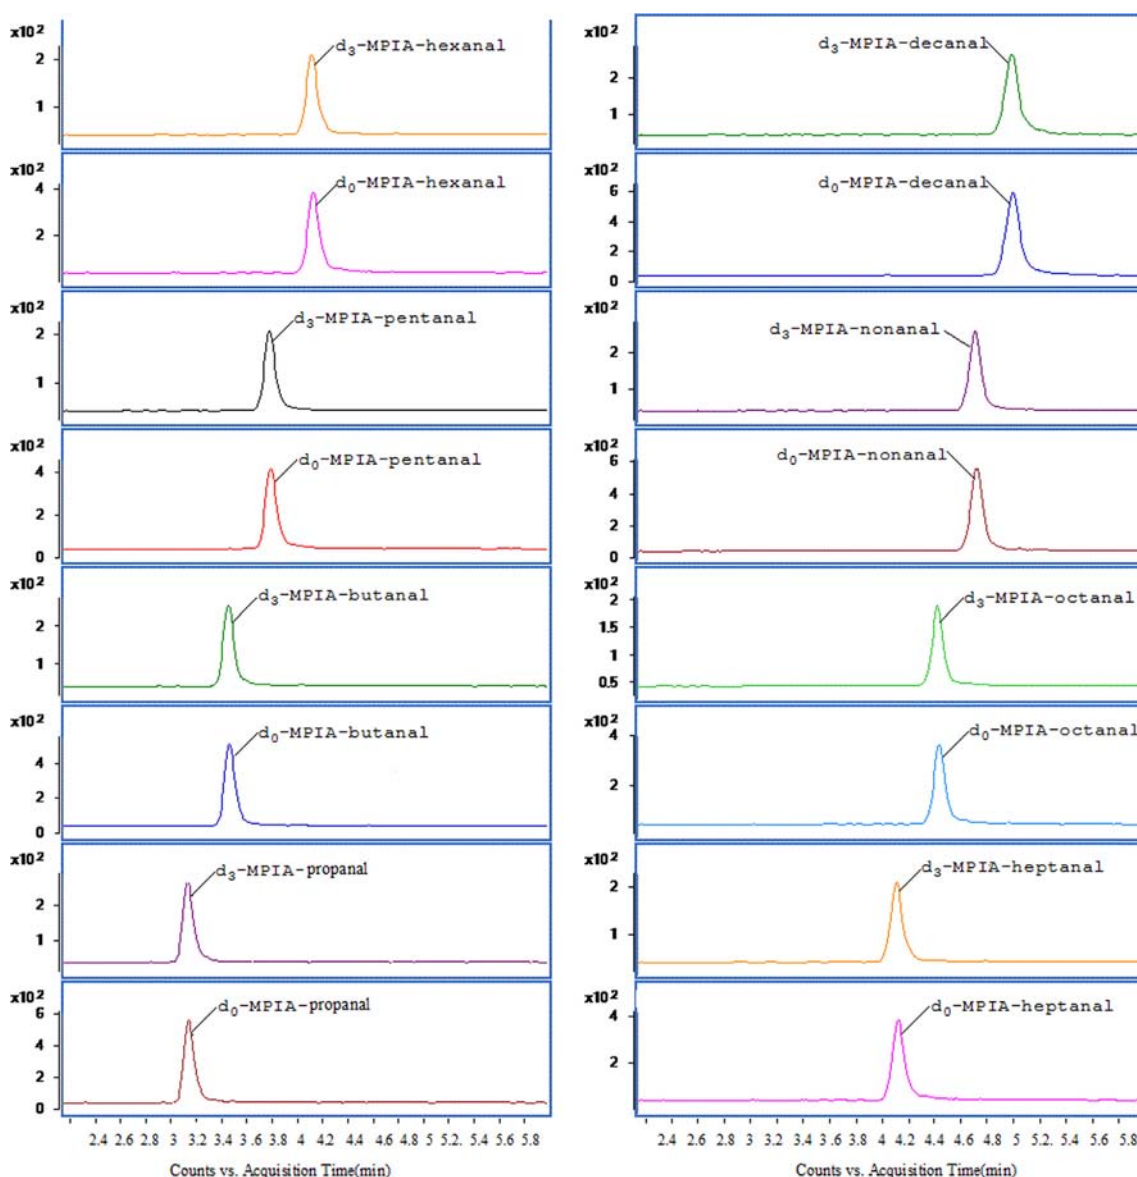 x10²
2
1
d₃-MPIA-hexanal
x10²
4
2
d₀-MPIA-hexanal
x10²
2
1
d₃-MPIA-pentanal
x10²
4
2
0
d₀-MPIA-pentanal
x10²
2
1
d₃-MPIA-butanal
x10²
4
2
0
d₀-MPIA-butanal
x10²
2
1
d₃-MPIA-propanal
x10²
6
4
2
0
d₀-MPIA-propanal
2.4 2.6 2.8 3 3.2 3.4 3.6 3.8 4 4.2 4.4 4.6 4.8 5 5.2. 5.4 5.6 5.8
Counts vs. Acquisition Time(min)
x10²
2
1
d₃-MPIA-decanal
x10²
6
4
2
0
d₀-MPIA-decanal
x10²
2
1
d₃-MPIA-nonanal
x10²
6
4
2
0
d₀-MPIA-nonanal
x10²
2
1.5
1
0.5
d₃-MPIA-octanal
x10²
4
2
d₀-MPIA-octanal
x10²
2
1
d₃-MPIA-heptanal
x10²
4
2
d₀-MPIA-heptanal
2.4 2.6 2.8 3 3.2 3.4 3.6 3.8 4 4.2 4.4 4.6 4.8 5 5.2. 5.4 5.6 5.8
Counts vs. Acquisition Time(min)